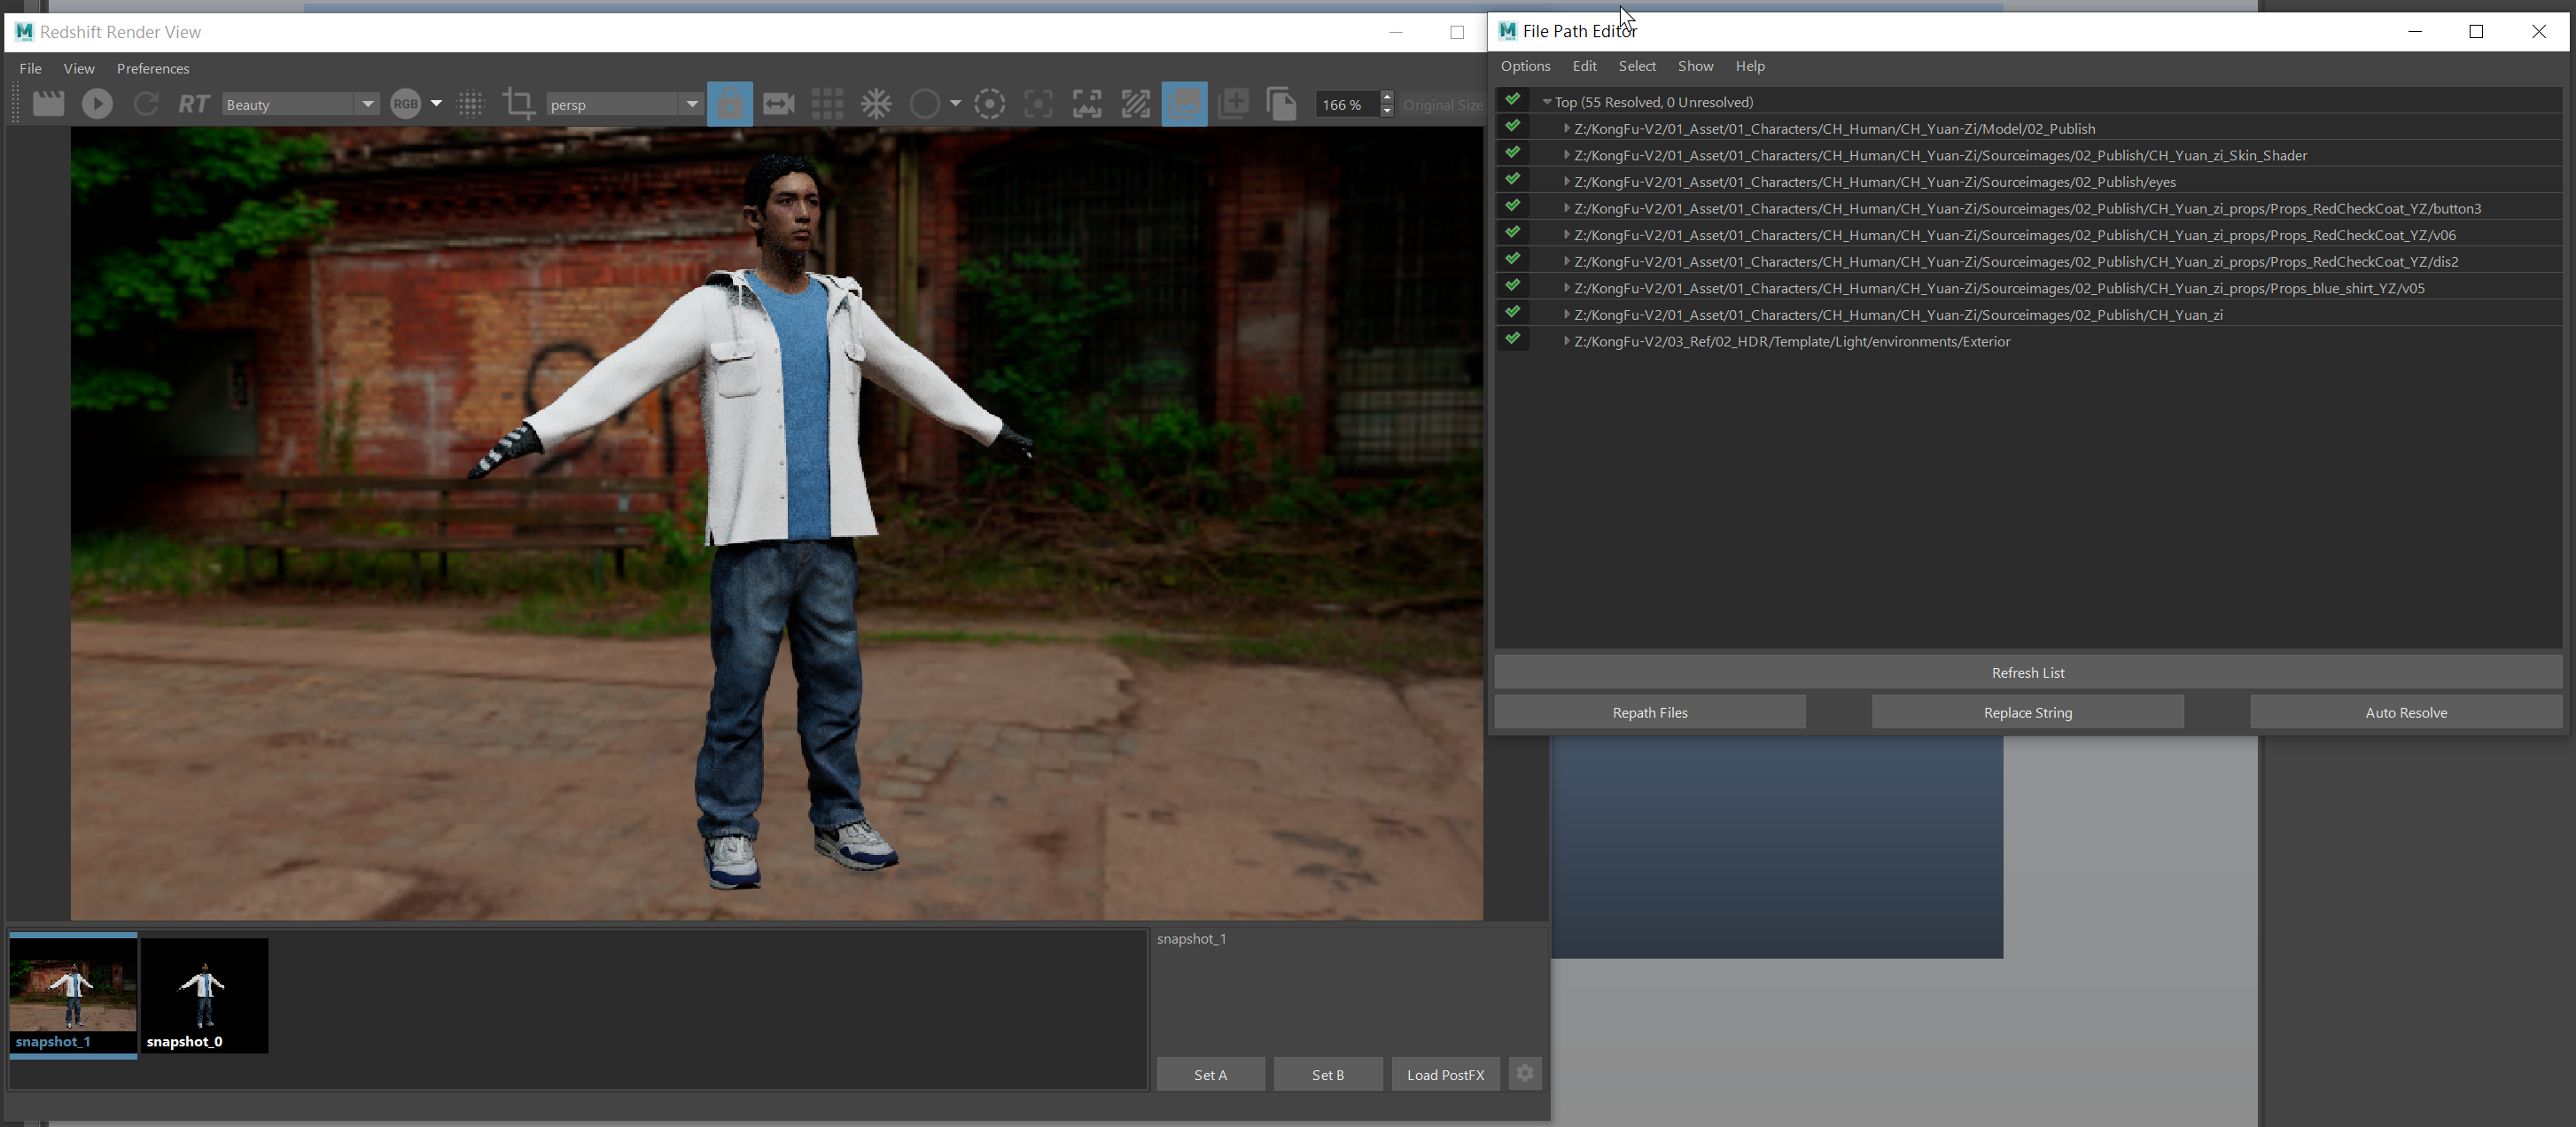 Redshift Render View
File View Preferences
RT Beauty RGB persp 166 % Original Size
snapshot_1
snapshot_0
snapshot_1
Set A Set B Load PostFX
File Path Editor
Options Edit Select Show Help
Top (55 Resolved, 0 Unresolved)
Z:/KongFu-V2/01_Asset/01_Characters/CH_Human/CH_Yuan-Zi/Model/02_Publish
Z:/KongFu-V2/01_Asset/01_Characters/CH_Human/CH_Yuan-Zi/Sourceimages/02_Publish/CH_Yuan_zi_Skin_Shader
Z:/KongFu-V2/01_Asset/01_Characters/CH_Human/CH_Yuan-Zi/Sourceimages/02_Publish/eyes
Z:/KongFu-V2/01_Asset/01_Characters/CH_Human/CH_Yuan-Zi/Sourceimages/02_Publish/CH_Yuan_zi_props/Props_RedCheckCoat_YZ/button3
Z:/KongFu-V2/01_Asset/01_Characters/CH_Human/CH_Yuan-Zi/Sourceimages/02_Publish/CH_Yuan_zi_props/Props_RedCheckCoat_YZ/v06
Z:/KongFu-V2/01_Asset/01_Characters/CH_Human/CH_Yuan-Zi/Sourceimages/02_Publish/CH_Yuan_zi_props/Props_RedCheckCoat_YZ/dis2
Z:/KongFu-V2/01_Asset/01_Characters/CH_Human/CH_Yuan-Zi/Sourceimages/02_Publish/CH_Yuan_zi_props/Props_blue_shirt_YZ/v05
Z:/KongFu-V2/01_Asset/01_Characters/CH_Human/CH_Yuan-Zi/Sourceimages/02_Publish/CH_Yuan_zi
Z:/KongFu-V2/03_Ref/02_HDR/Template/Light/environments/Exterior
Refresh List
Repath Files Replace String Auto Resolve